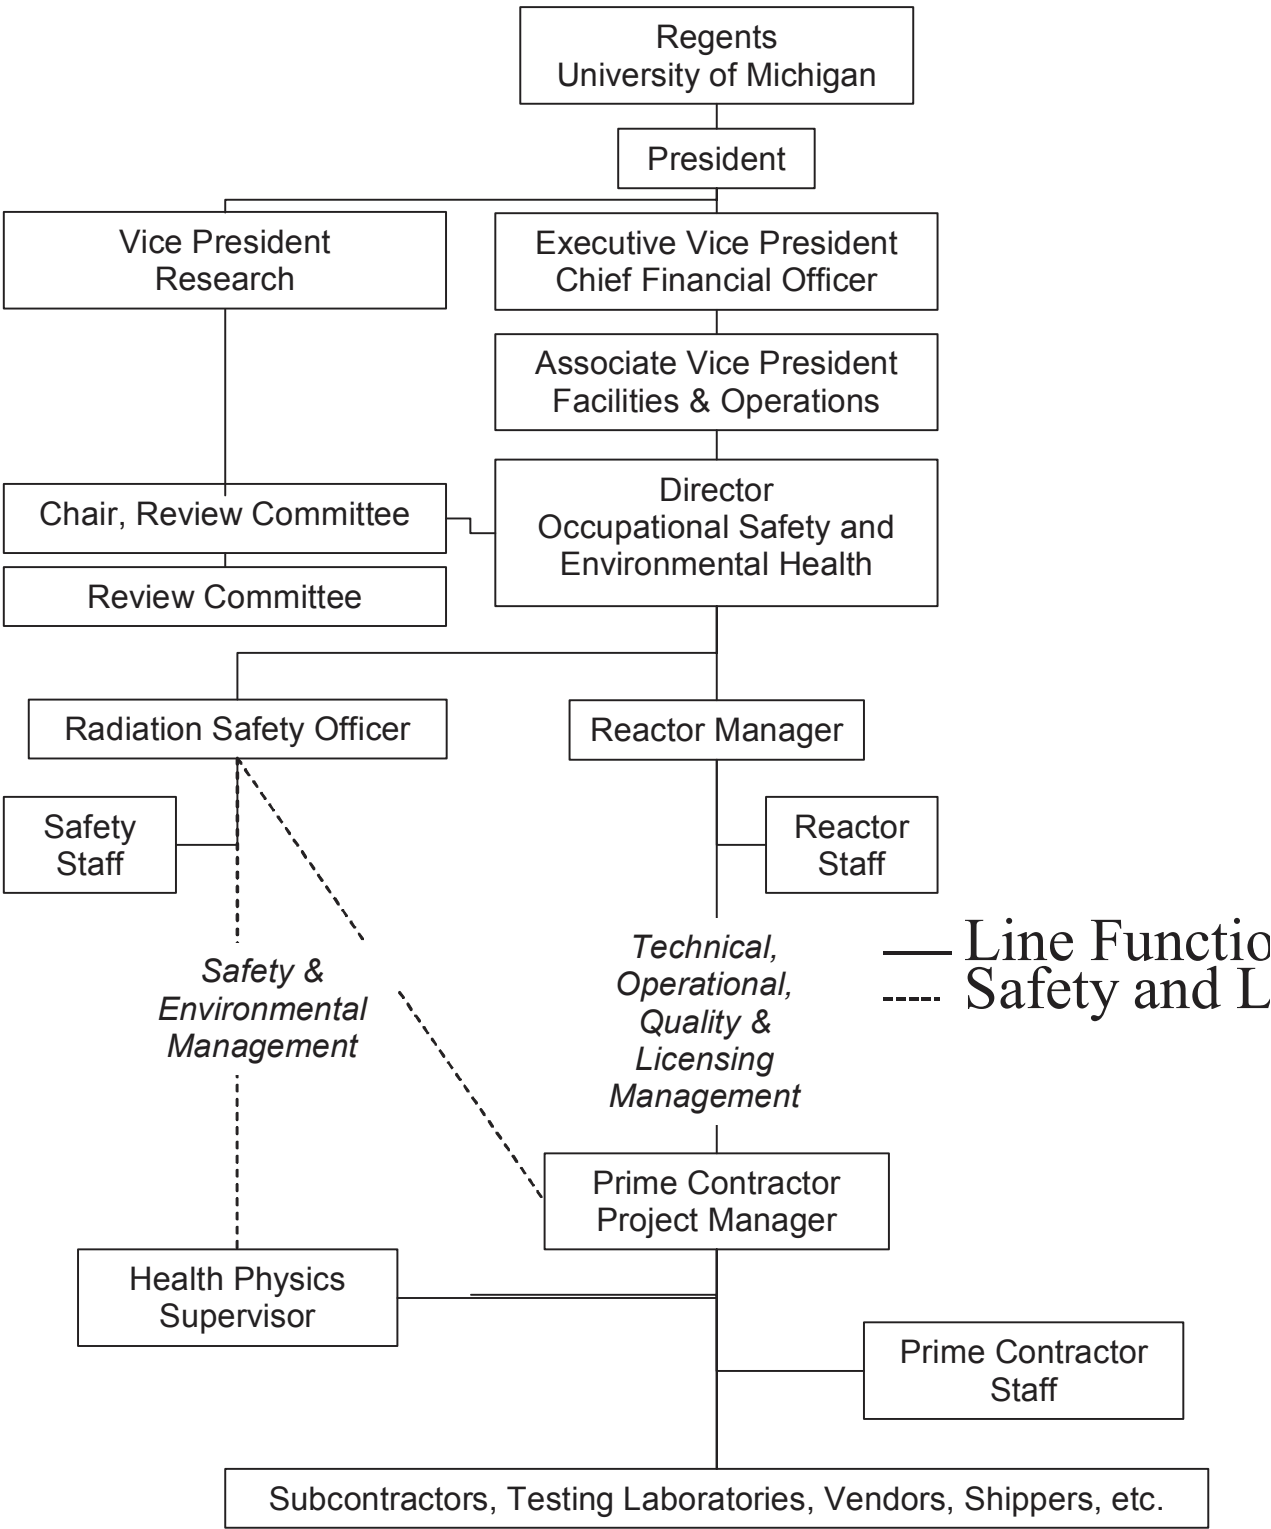 Regents
University of Michigan
President
Vice President
Research
Executive Vice President
Chief Financial Officer
Associate Vice President
Facilities & Operations
Chair, Review Committee
Director
Occupational Safety and
Environmental Health
Review Committee
Radiation Safety Officer
Reactor Manager
Safety
Staff
Reactor
Staff
Safety &
Environmental
Management
Technical,
Operational,
Quality &
Licensing
Management
Line
Safety and
Prime Contractor
Project Manager
Health Physics
Supervisor
Prime Contractor
Staff
Subcontractors, Testing Laboratories, Vendors, Shippers, etc.